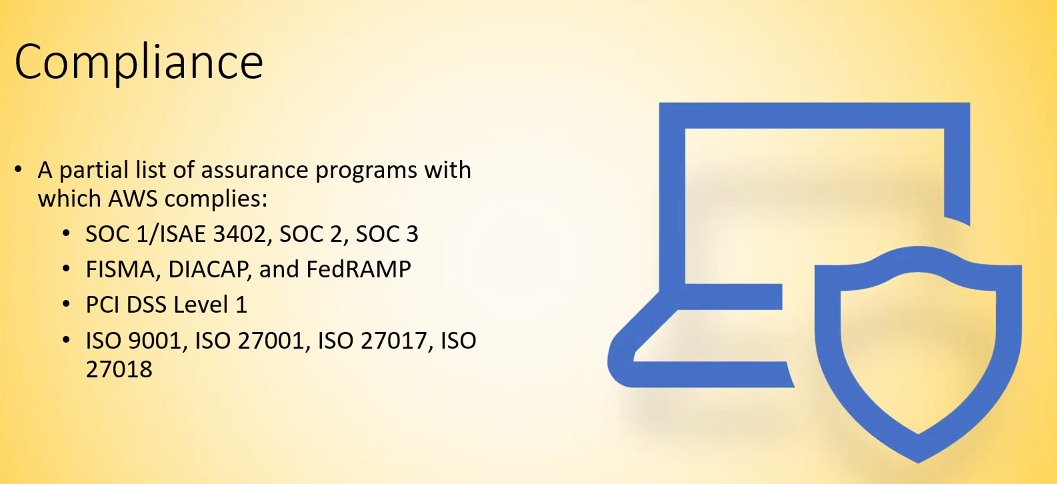 Compliance
• A partial list of assurance programs with
which AWS complies:
• SOC 1/ISAE 3402, SOC 2, SOC 3
• FISMA, DIACAP, and FedRAMP
• PCI DSS Level 1
• ISO 9001, ISO 27001, ISO 27017, ISO
27018